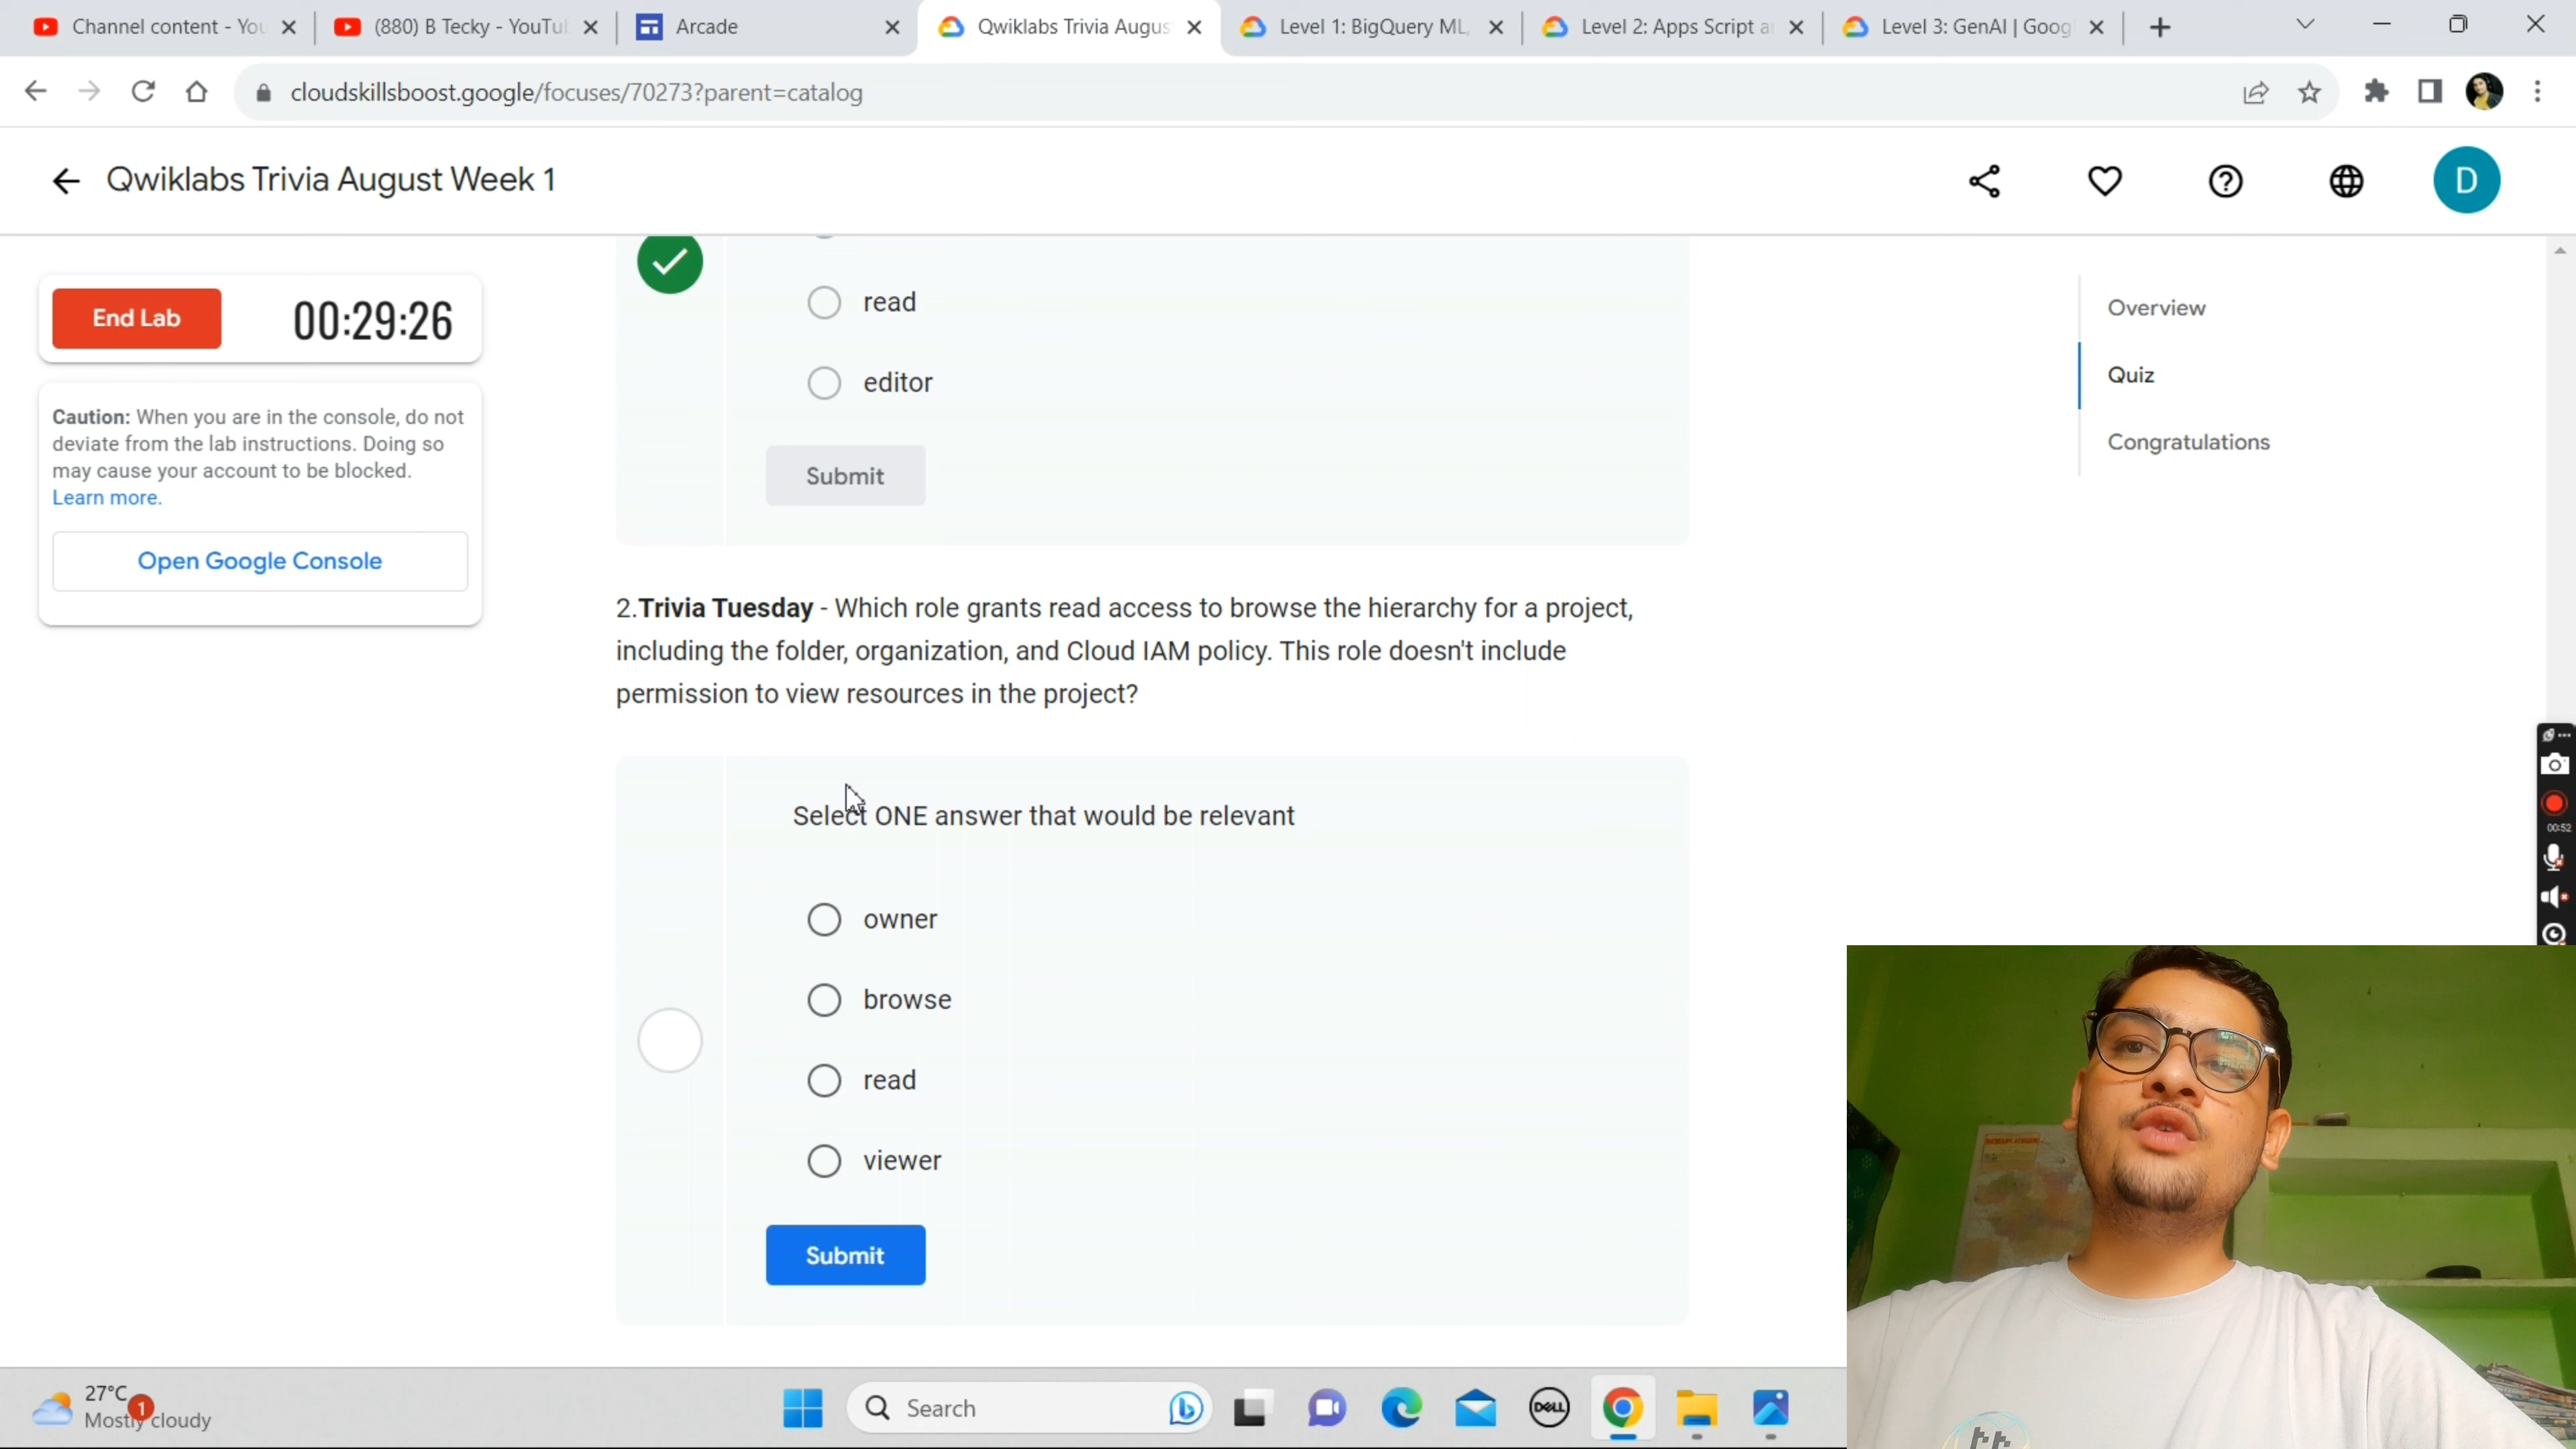 Channel content - You
(880) B Tecky - YouTu
Arcade
Qwiklabs Trivia Augus
Level 1: BigQuery ML,
Level 2: Apps Script a
Level 3: GenAI | Goog
cloudskillsboost.google/focuses/70273?parent=catalog
Qwiklabs Trivia August Week 1
D
End Lab
00:29:26
Caution: When you are in the console, do not
deviate from the lab instructions. Doing so
may cause your account to be blocked.
Learn more.
Open Google Console
read
editor
Submit
2.Trivia Tuesday - Which role grants read access to browse the hierarchy for a project,
including the folder, organization, and Cloud IAM policy. This role doesn't include
permission to view resources in the project?
Select ONE answer that would be relevant
owner
browse
read
viewer
Submit
Overview
Quiz
Congratulations
00:52
27°C
1
Mostly cloudy
Search
DELL